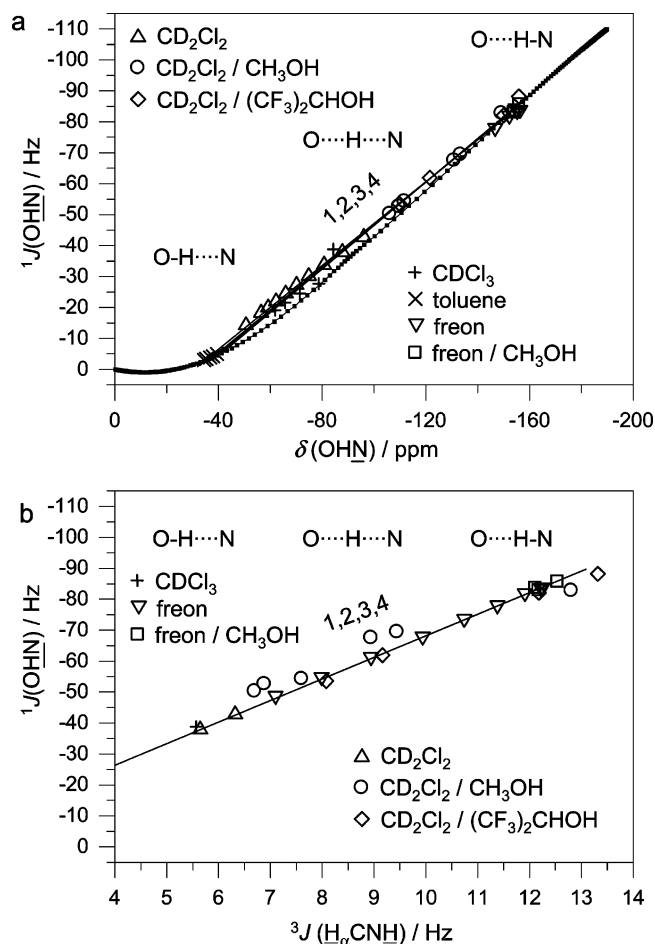 a
-110
-100
-90
-80
-70
-60
-50
-40
-30
-20
-10
0
¹J(OHN) / Hz
△ CD₂Cl₂
○ CD₂Cl₂ / CH₃OH
◇ CD₂Cl₂ / (CF₃)₂CHOH
O····H-N
O···H···N
O-H····N
1,2,3,4
+ CDCl₃
× toluene
▽ freon
□ freon / CH₃OH
0 -40 -80 -120 -160 -200
δ(OHN) / ppm
b
-110
-100
-90
-80
-70
-60
-50
-40
-30
-20
-10
0
¹J(OHN) / Hz
O-H····N O···H···N O····H-N
+ CDCl₃
▽ freon
□ freon / CH₃OH
1,2,3,4
△ CD₂Cl₂
○ CD₂Cl₂ / CH₃OH
◇ CD₂Cl₂ / (CF₃)₂CHOH
4 5 6 7 8 9 10 11 12 13 14
³J (HαCNH) / Hz